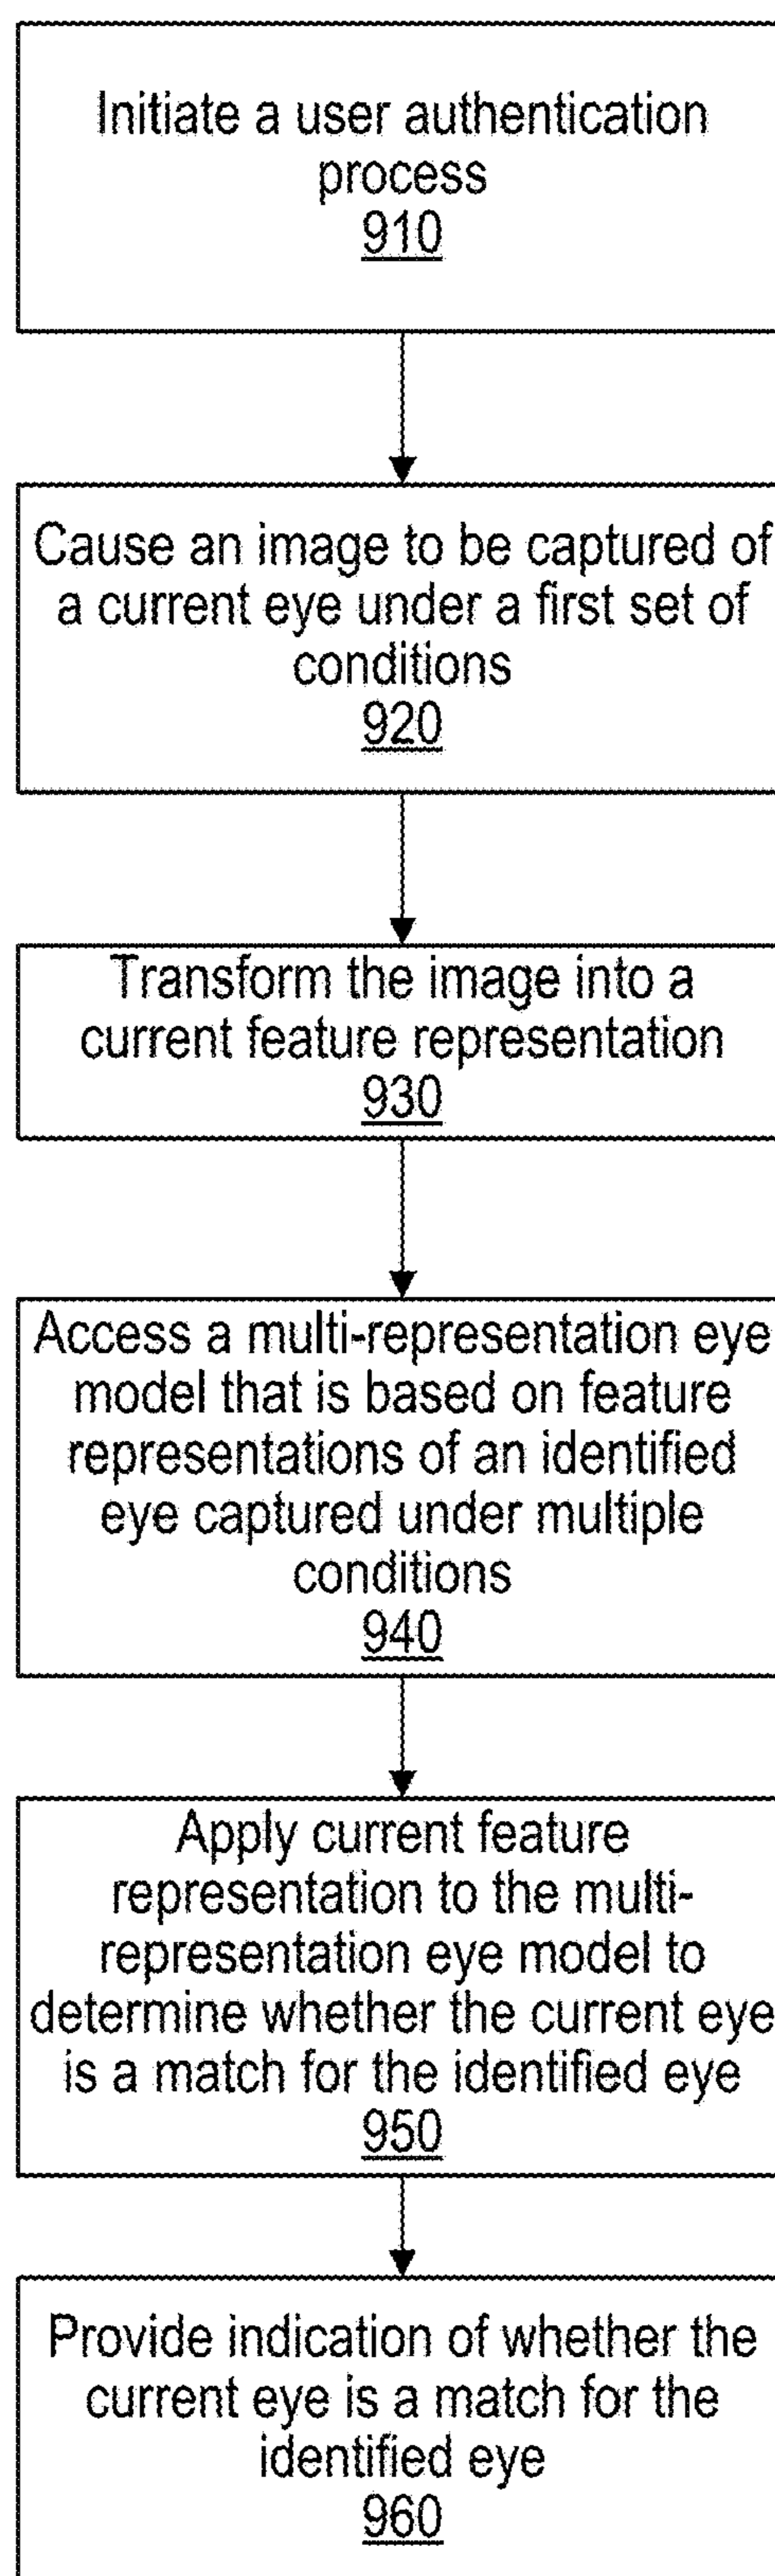 Initiate a user authentication
process
910
Cause an image to be captured of
a current eye under a first set of
conditions
920
Transform the image into a
current feature representation
930
Access a multi-representation eye
model that is based on feature
representations of an identified
eye captured under multiple
conditions
940
Apply current feature
representation to the multi-
representation eye model to
determine whether the current eye
is a match for the identified eye
950
Provide indication of whether the
current eye is a match for the
identified eye
960